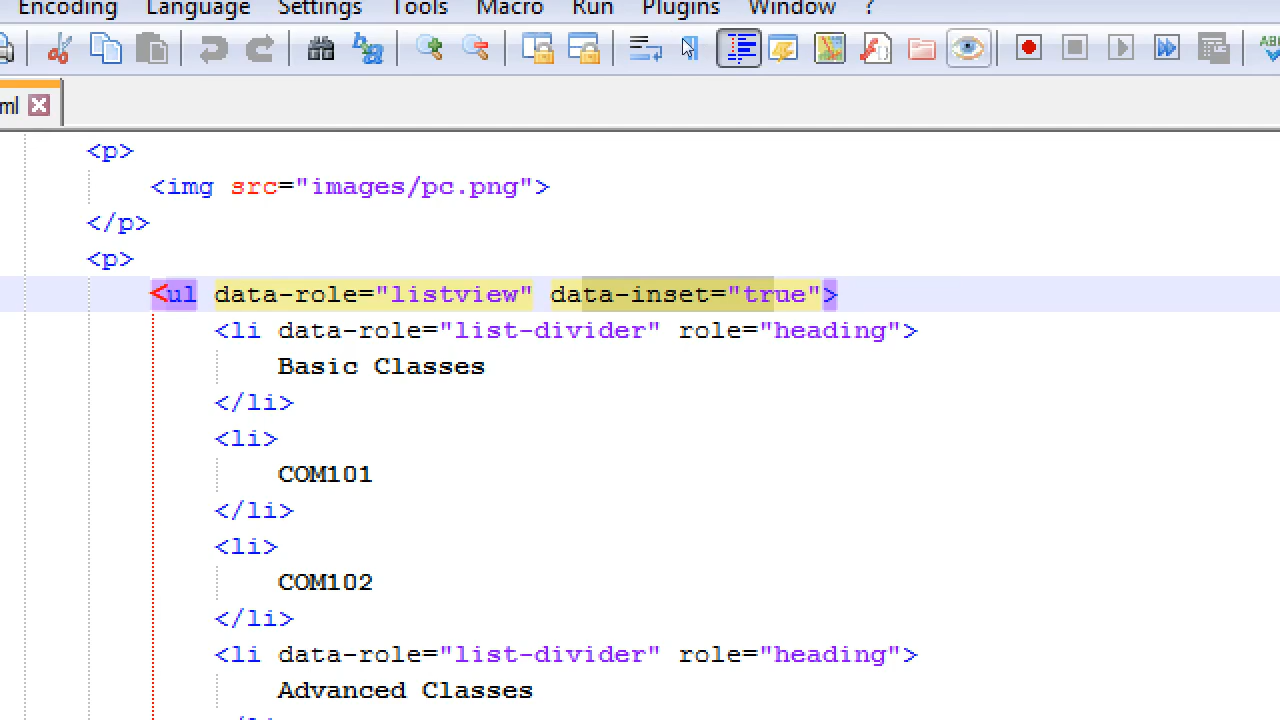 Encoding Language Settings Tools Macro Run Plugins Window ?
ml
<p>
<img src="images/pc.png">
</p>
<p>
<ul data-role="listview" data-inset="true">
<li data-role="list-divider" role="heading">
Basic Classes
</li>
<li>
COM101
</li>
<li>
COM102
</li>
<li data-role="list-divider" role="heading">
Advanced Classes
</li>